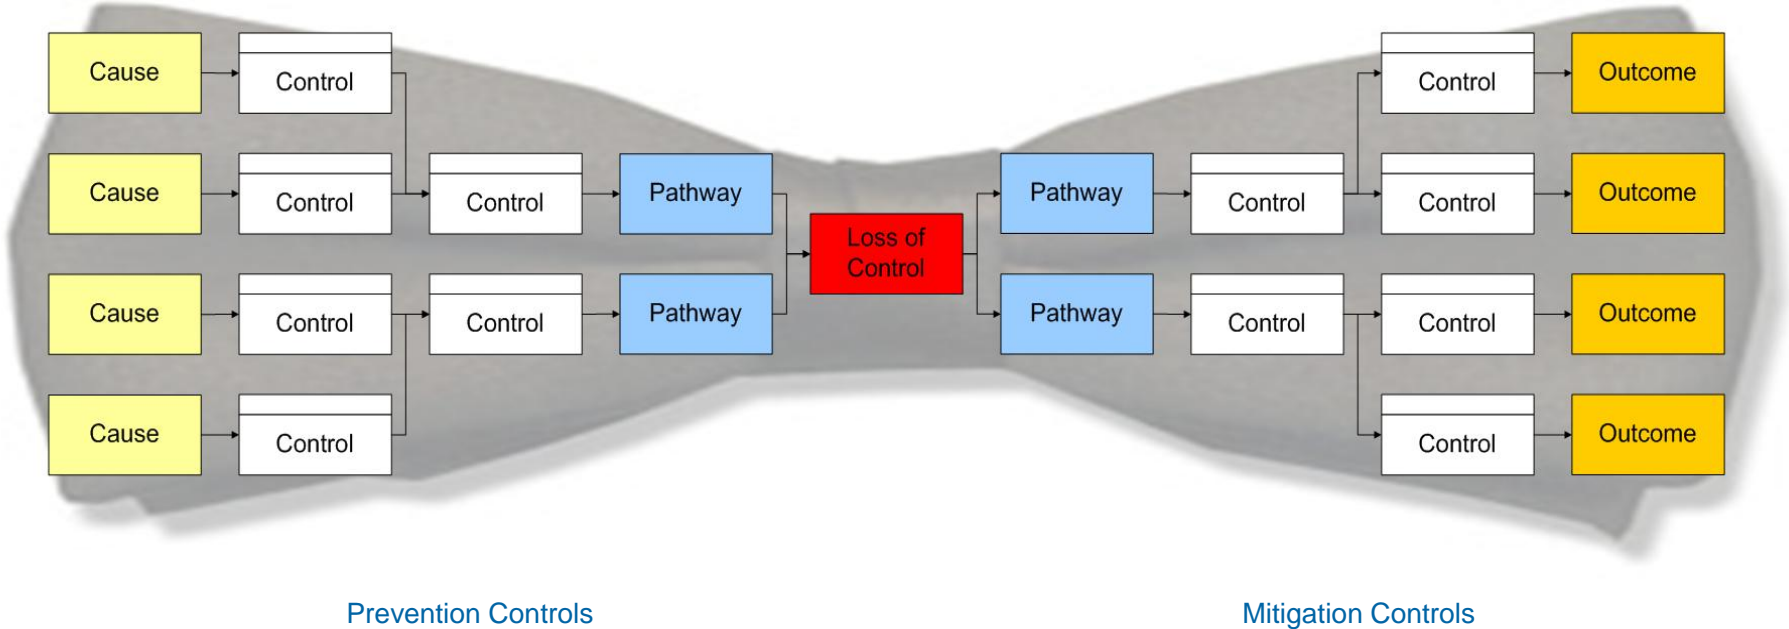 Cause
Control
Control
Outcome
Cause
Control
Control
Pathway
Pathway
Control
Control
Outcome
Loss of
Control
Cause
Control
Control
Pathway
Pathway
Control
Control
Outcome
Cause
Control
Control
Outcome
Prevention Controls
Mitigation Controls